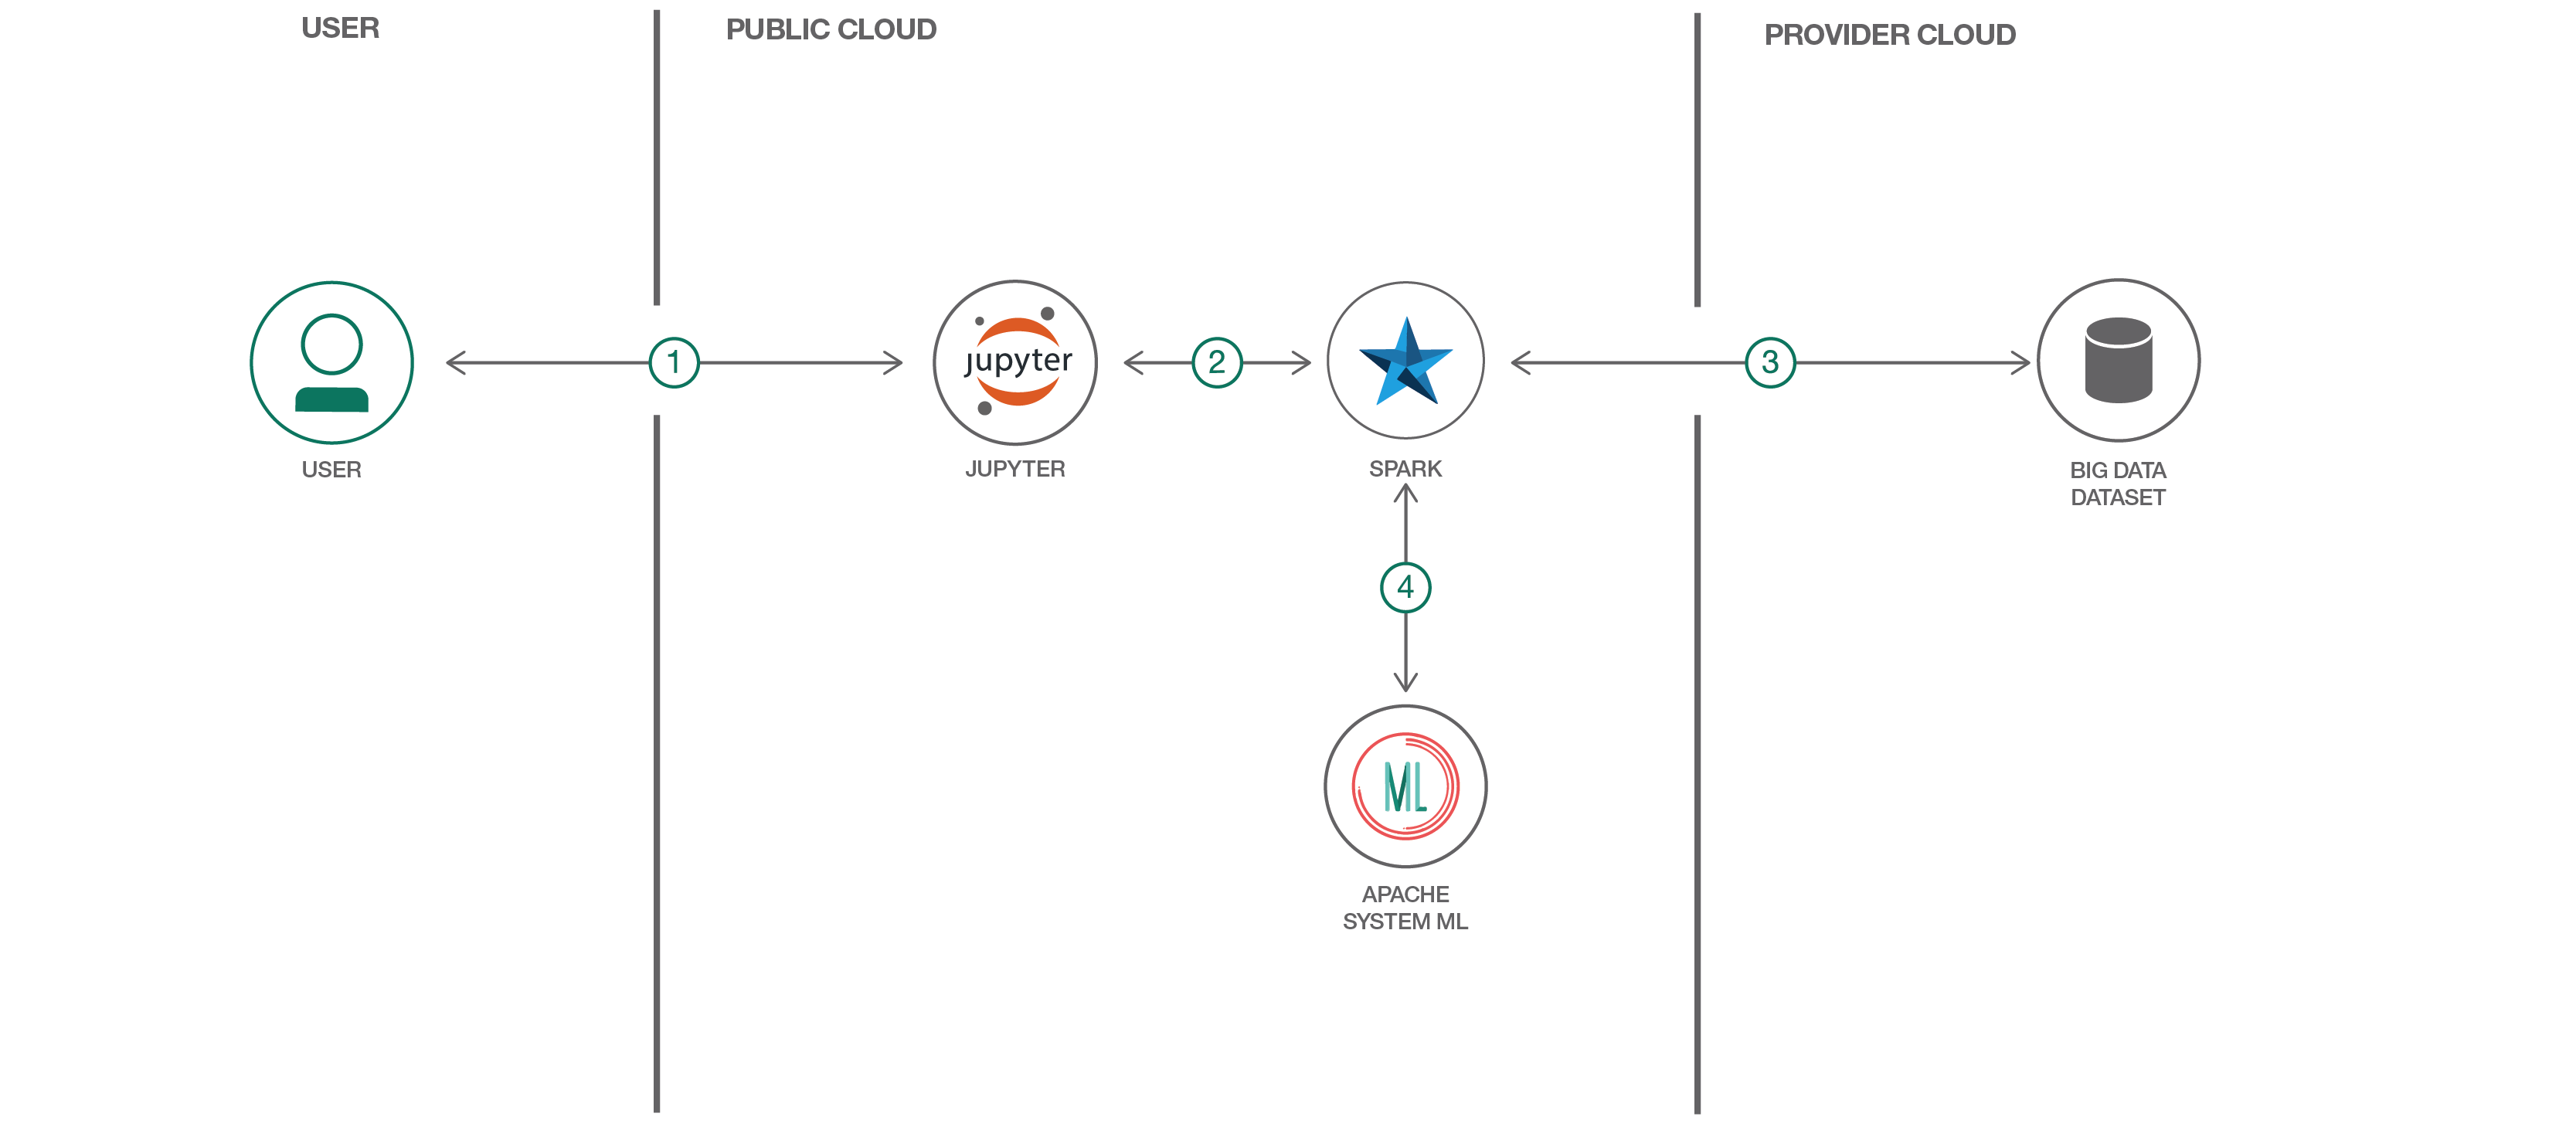 USER
PUBLIC CLOUD
PROVIDER CLOUD
1
jupyter
2
3
USER
JUPYTER
SPARK
BIG DATA
DATASET
4
ML
APACHE
SYSTEM ML